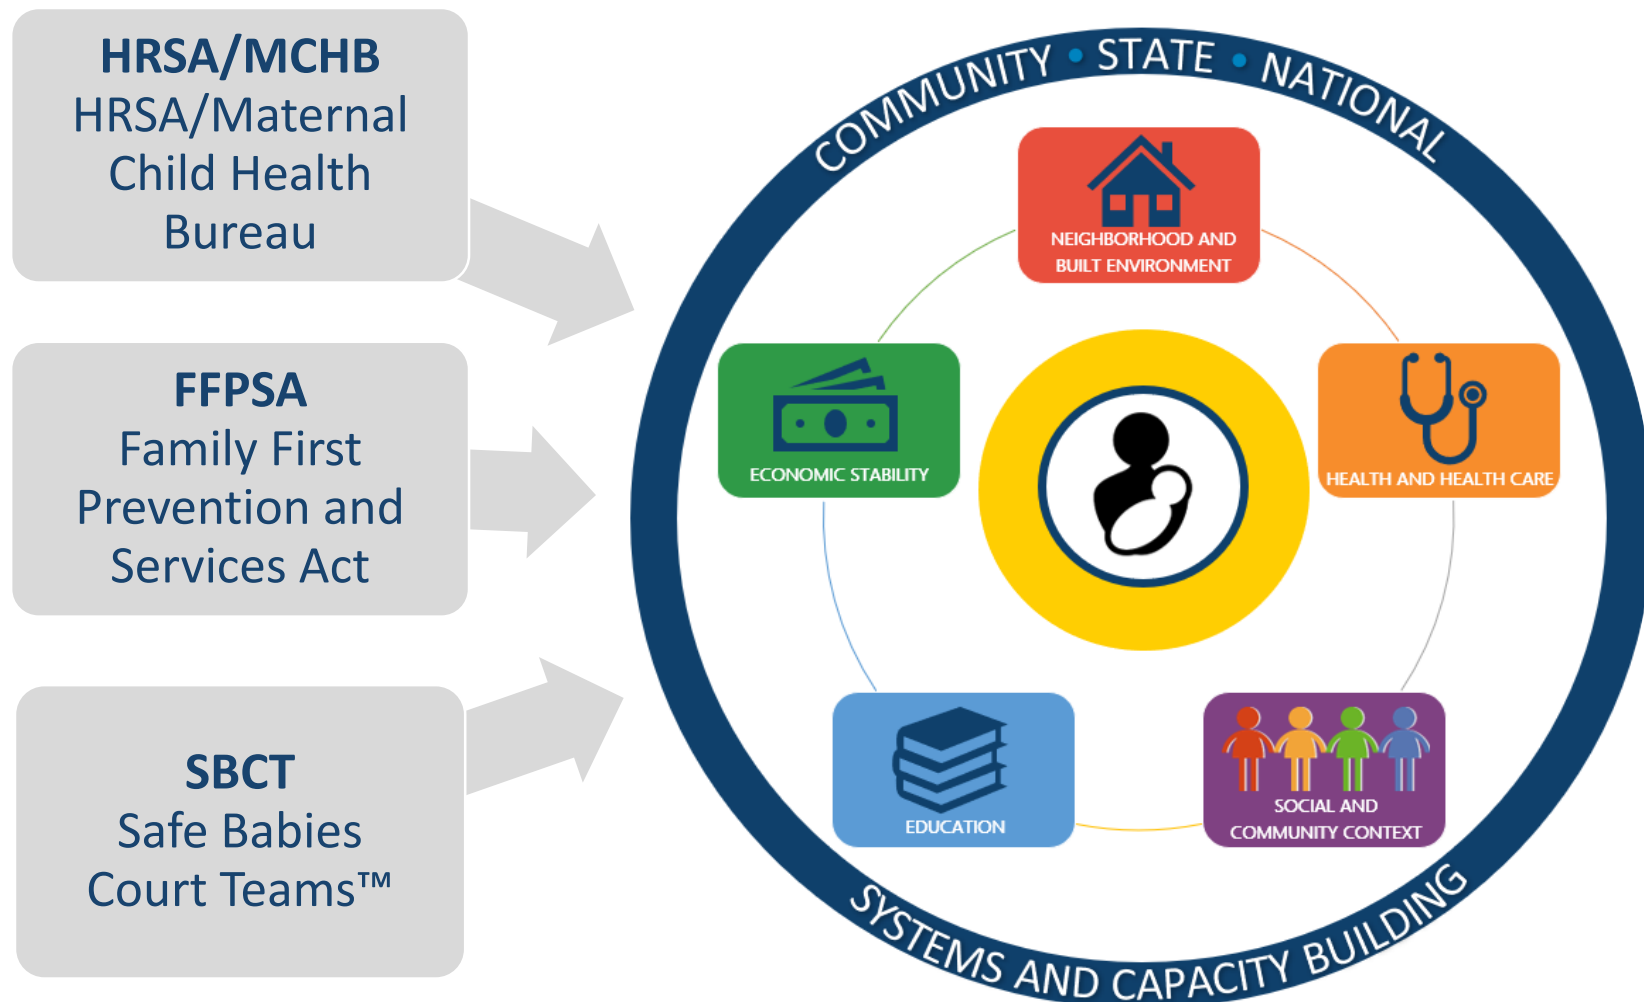 HRSA/MCHB
HRSA/Maternal
Child Health
Bureau
FFPSA
Family First
Prevention and
Services Act
SBCT
Safe Babies
Court Teams™
COMMUNITY • STATE • NATIONAL
NEIGHBORHOOD AND
BUILT ENVIRONMENT
ECONOMIC STABILITY
HEALTH AND HEALTH CARE
EDUCATION
SOCIAL AND
COMMUNITY CONTEXT
SYSTEMS AND CAPACITY BUILDING